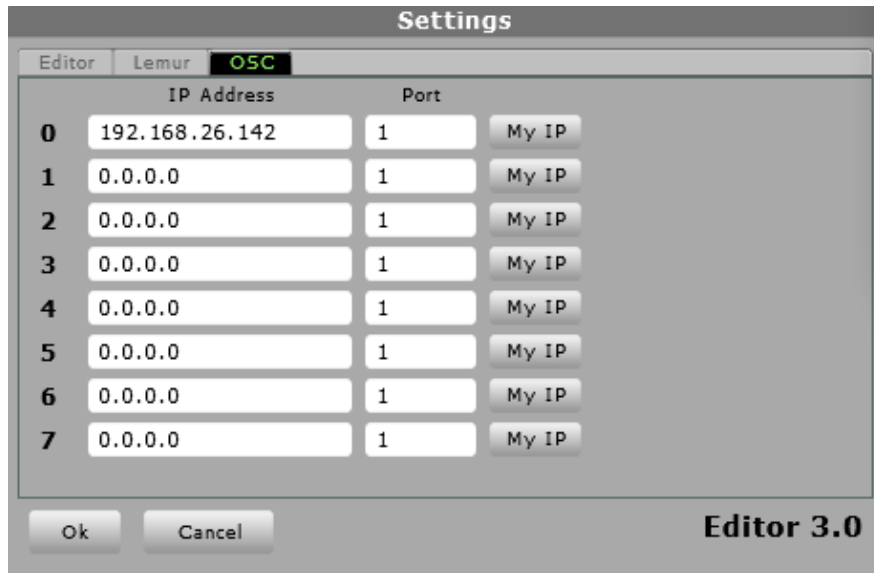 Settings
Editor Lemur OSC
IP Address Port
0 192.168.26.142 1 My IP
1 0.0.0.0 1 My IP
2 0.0.0.0 1 My IP
3 0.0.0.0 1 My IP
4 0.0.0.0 1 My IP
5 0.0.0.0 1 My IP
6 0.0.0.0 1 My IP
7 0.0.0.0 1 My IP
Ok Cancel Editor 3.0